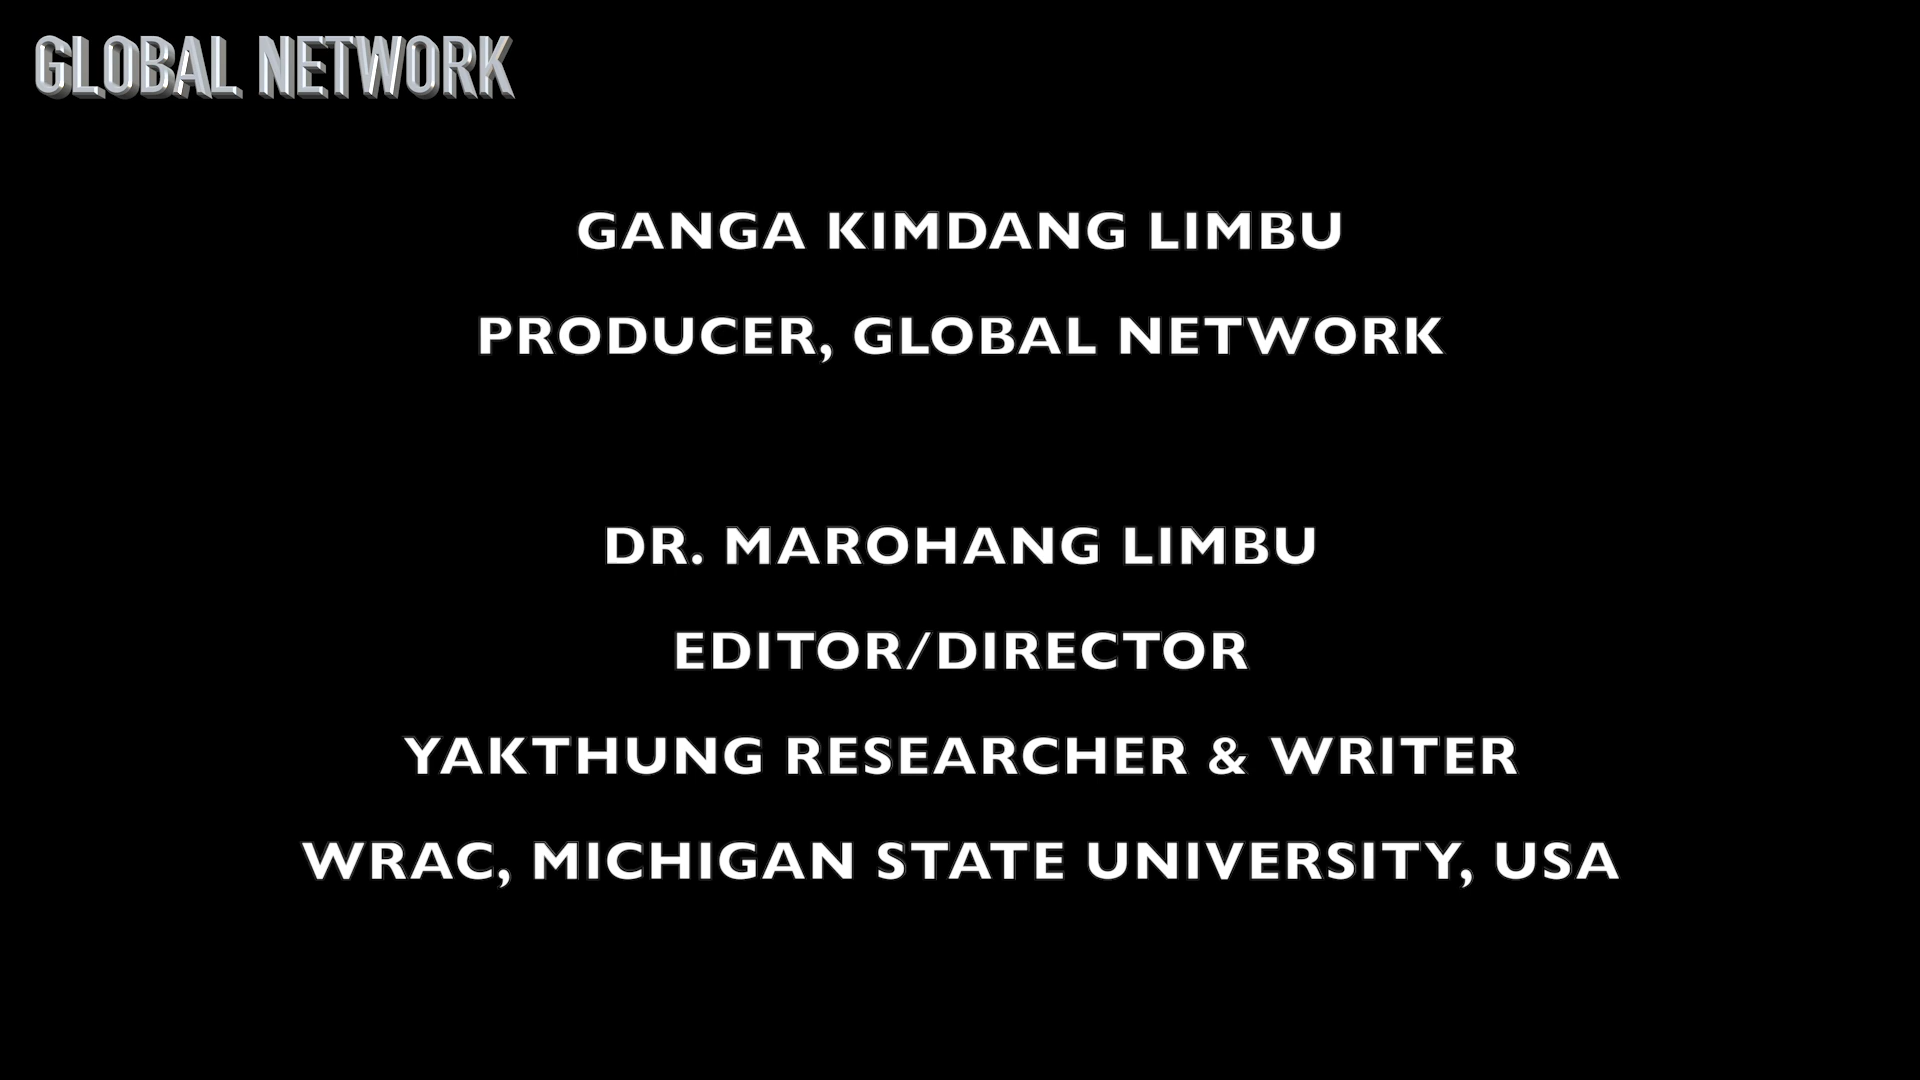 GLOBAL NETWORK
GANGA KIMDANG LIMBU
PRODUCER, GLOBAL NETWORK
DR. MAROHANG LIMBU
EDITOR/DIRECTOR
YAKTHUNG RESEARCHER & WRITER
WRAC, MICHIGAN STATE UNIVERSITY, USA